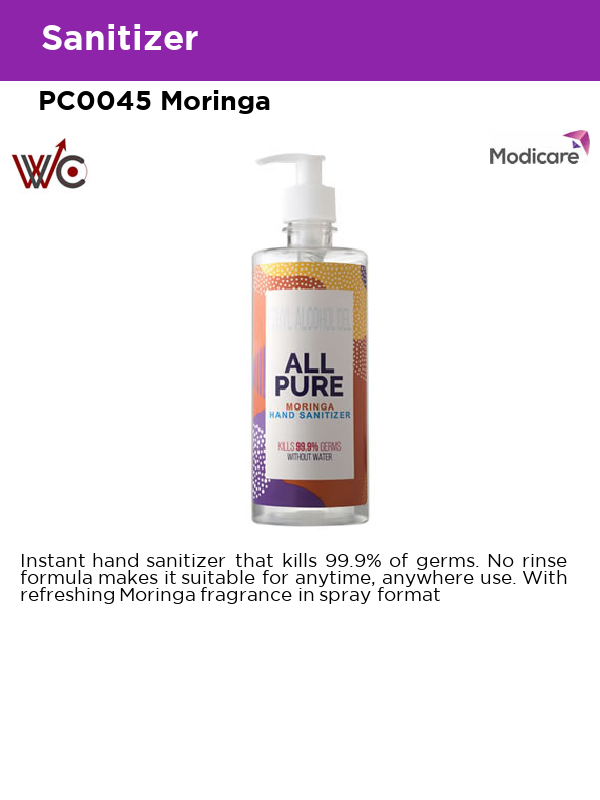 Sanitizer
PC0045 Moringa
WC
Modicare
ETHYL ALCOHOL GEL
ALL
PURE
MORINGA
HAND SANITIZER
KILLS 99.9% GERMS
WITHOUT WATER
Instant hand sanitizer that kills 99.9% of germs. No rinse
formula makes it suitable for anytime, anywhere use. With
refreshing Moringa fragrance in spray format